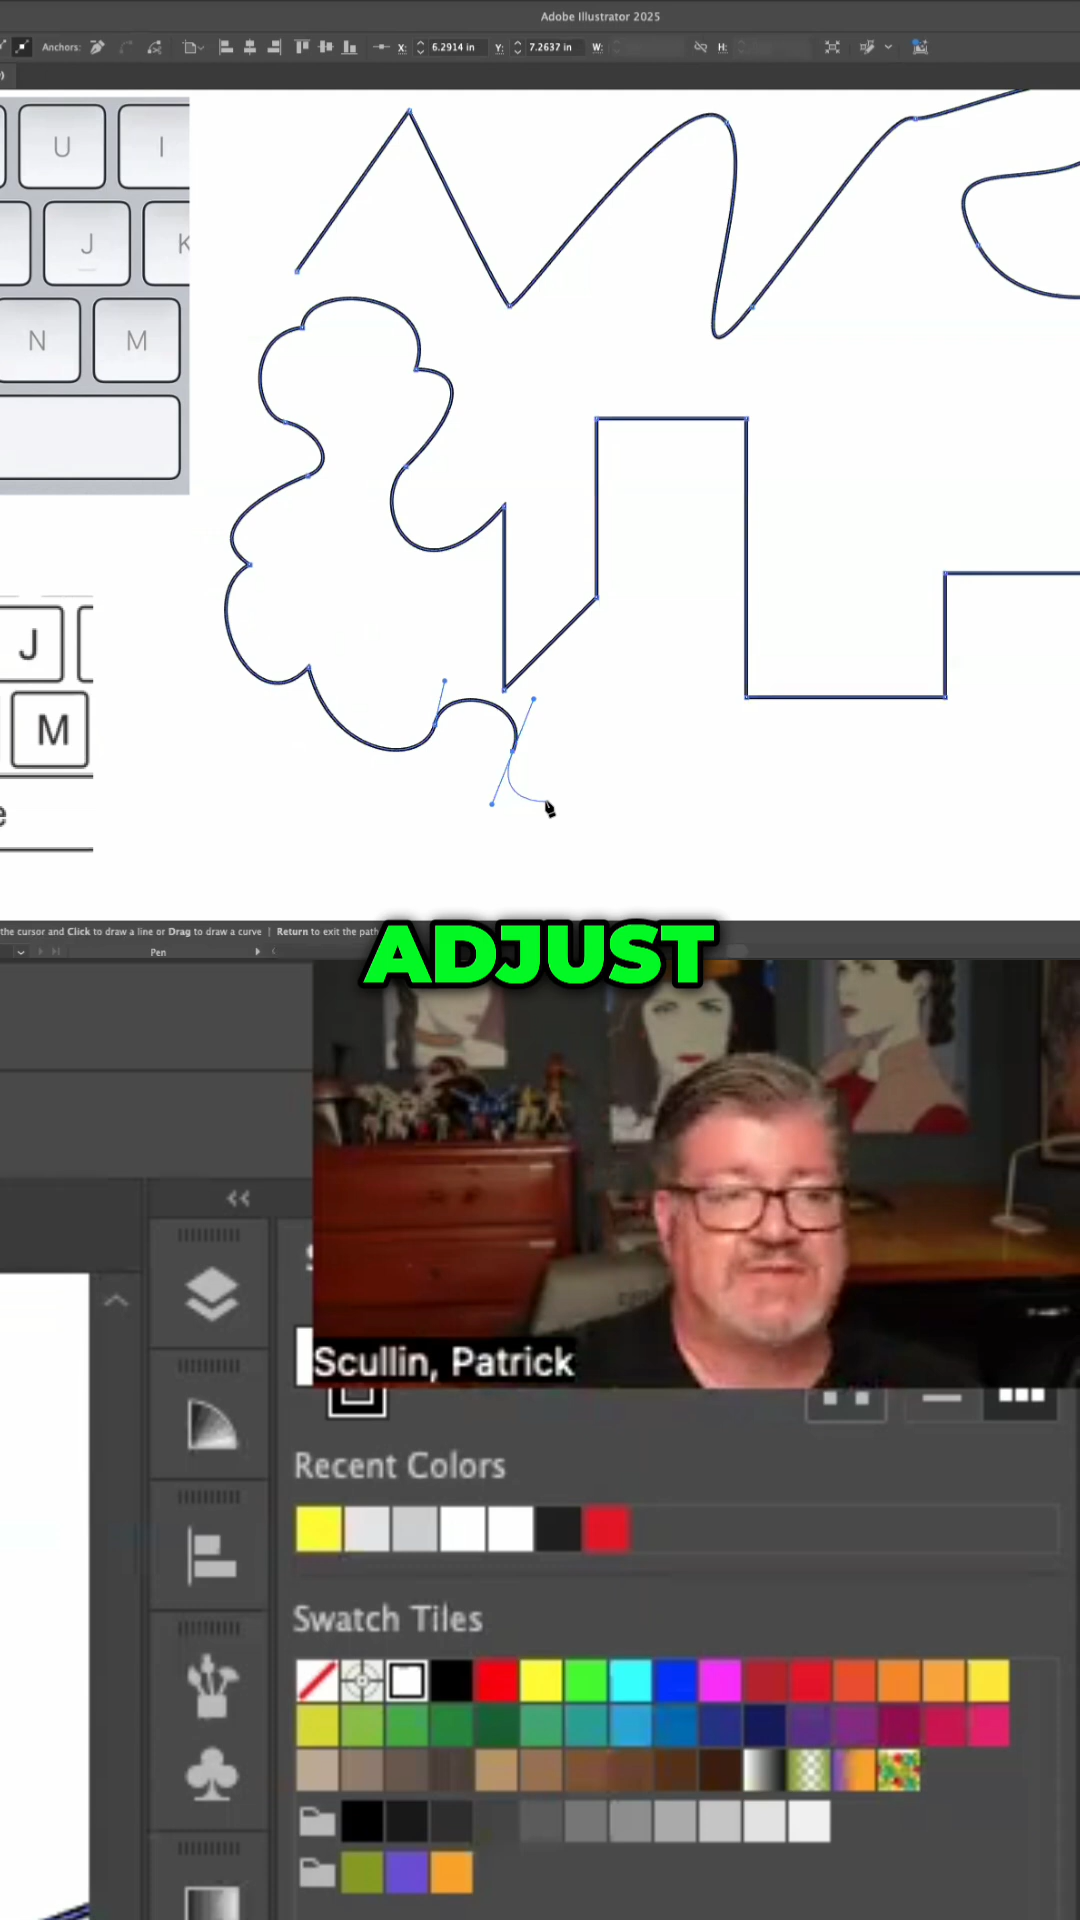 Adobe Illustrator 2025
Anchors:
X: 6.2914 in Y: 7.2637 in W: H:
U I
J K
N M
J
M
e
the cursor and Click to draw a line or Drag to draw a curve | Return to exit the path
Pen
ADJUST
Scullin, Patrick
Recent Colors
Swatch Tiles